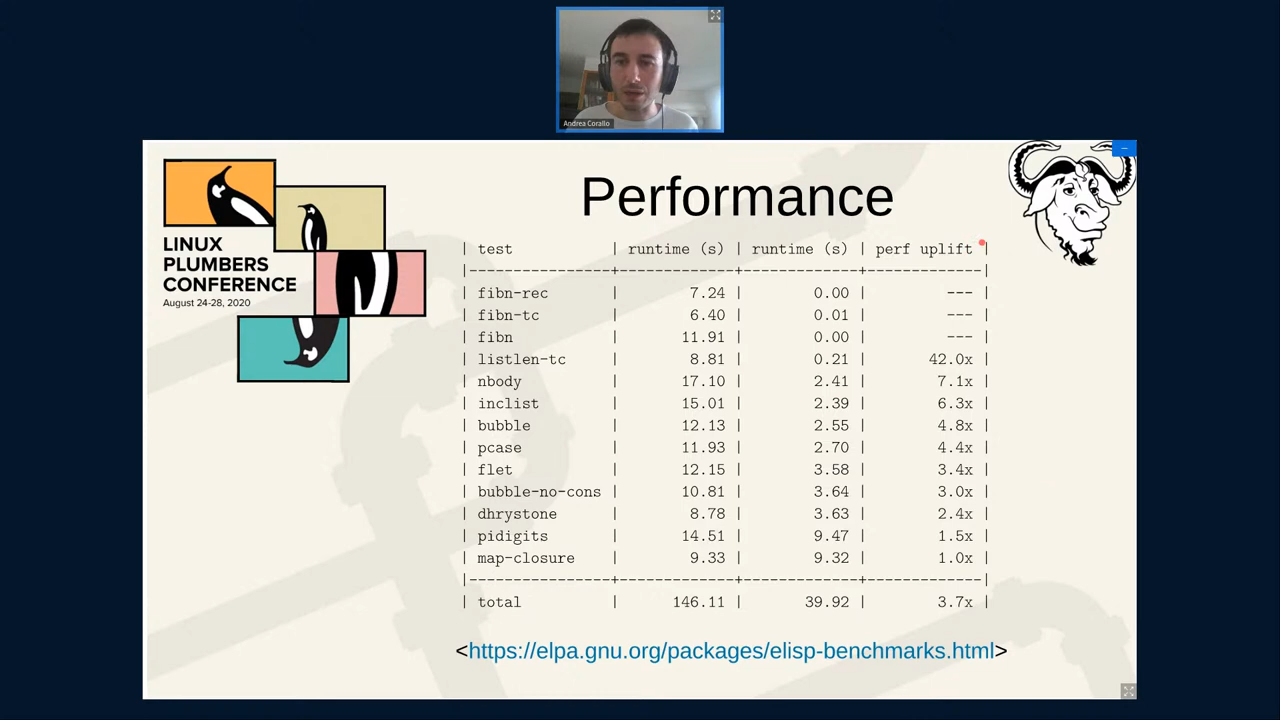 Andrea Corallo
LINUX
PLUMBERS
CONFERENCE
August 24-28, 2020
Performance
| test | runtime (s) | runtime (s) | perf uplift |
|----------------+-------------+-------------+-------------|
| fibn-rec | 7.24 | 0.00 | --- |
| fibn-tc | 6.40 | 0.01 | --- |
| fibn | 11.91 | 0.00 | --- |
| listlen-tc | 8.81 | 0.21 | 42.0x |
| nbody | 17.10 | 2.41 | 7.1x |
| inclist | 15.01 | 2.39 | 6.3x |
| bubble | 12.13 | 2.55 | 4.8x |
| pcase | 11.93 | 2.70 | 4.4x |
| flet | 12.15 | 3.58 | 3.4x |
| bubble-no-cons | 10.81 | 3.64 | 3.0x |
| dhrystone | 8.78 | 3.63 | 2.4x |
| pidigits | 14.51 | 9.47 | 1.5x |
| map-closure | 9.33 | 9.32 | 1.0x |
|----------------+-------------+-------------+-------------|
| total | 146.11 | 39.92 | 3.7x |
<https://elpa.gnu.org/packages/elisp-benchmarks.html>